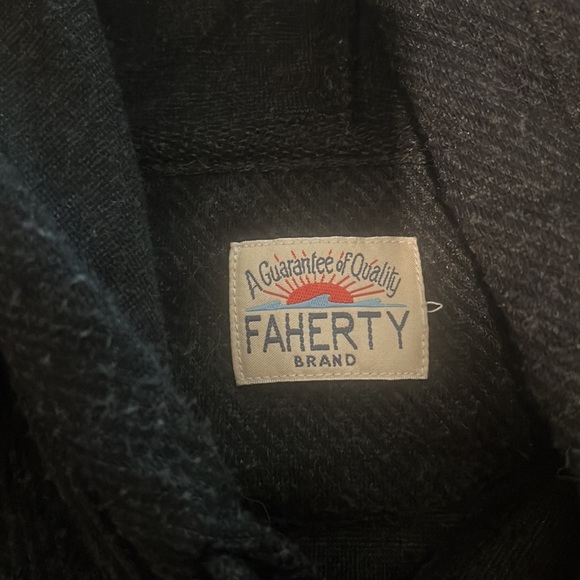 A Guarantee of Quality
FAHERTY
BRAND